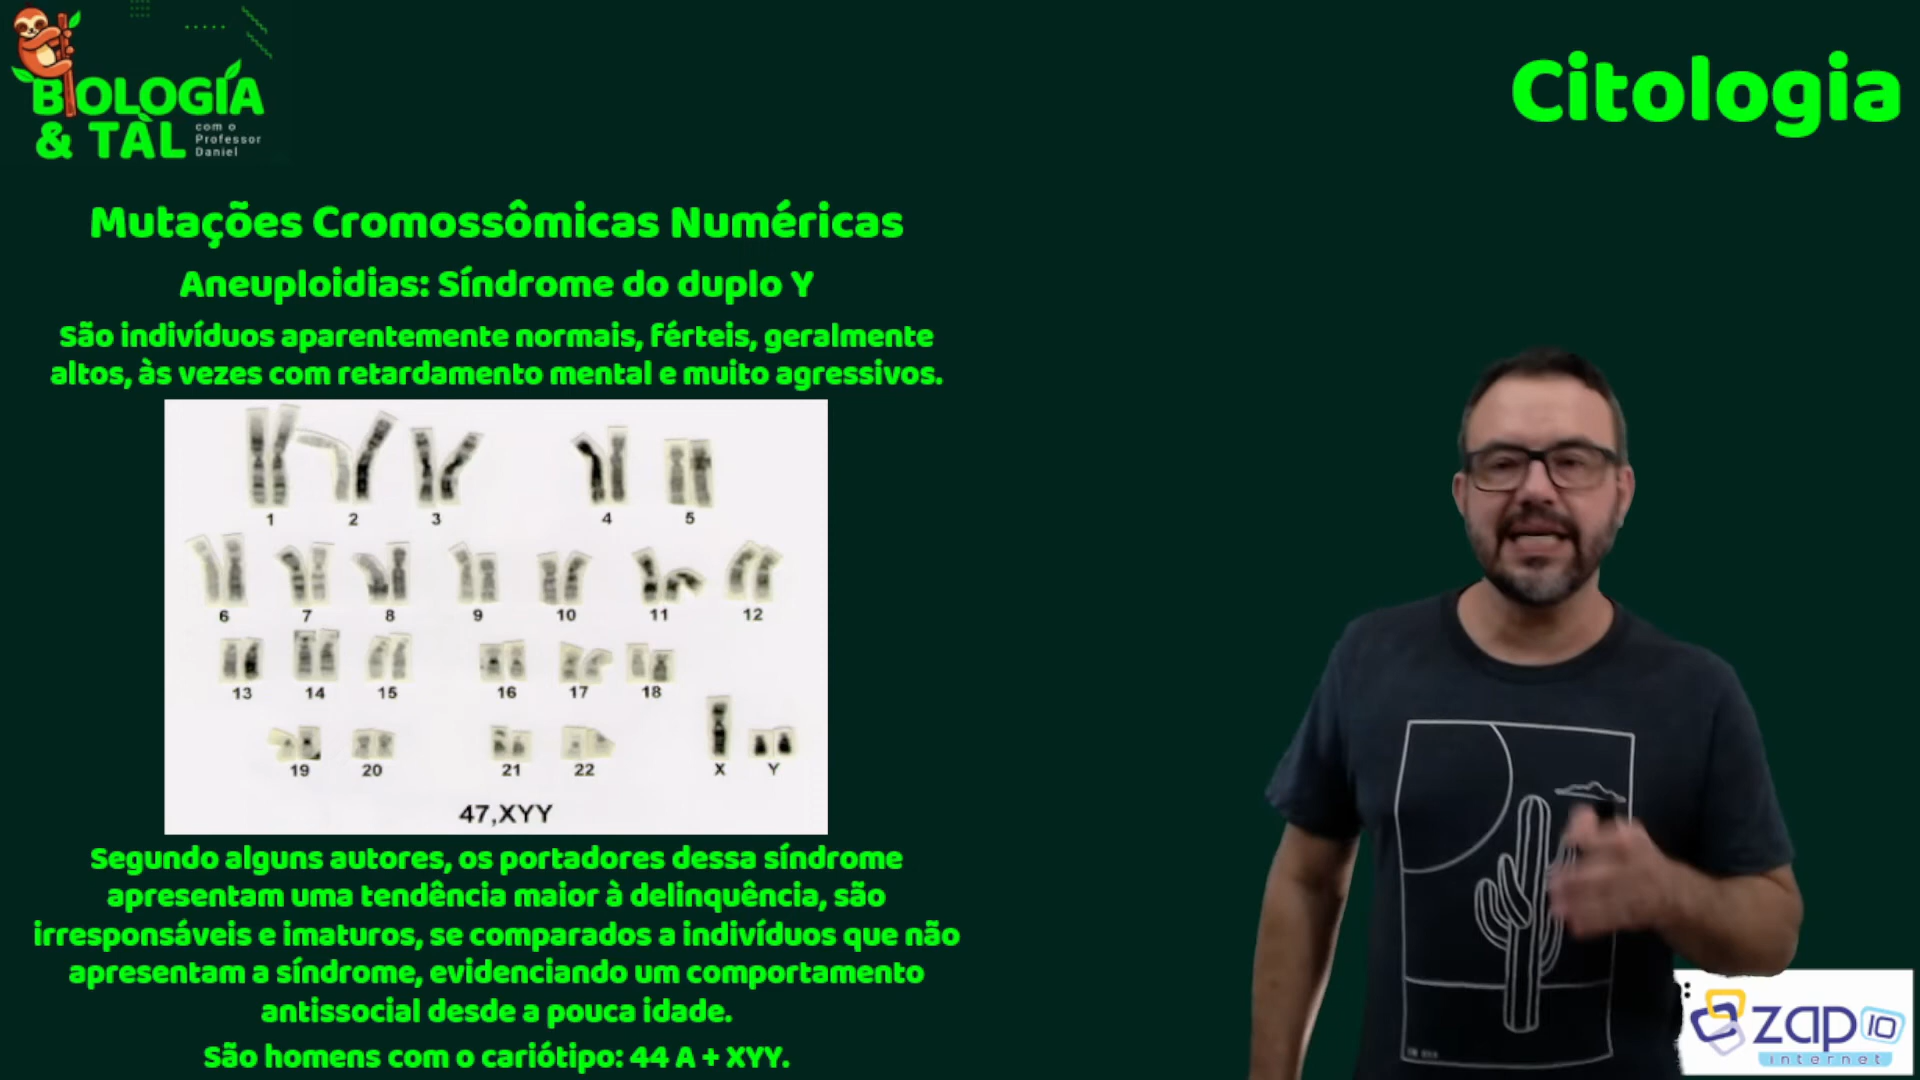 BIOLOGIA
& TAL
com o
Professor
Daniel
Citologia
Mutações Cromossômicas Numéricas
Aneuploidias: Síndrome do duplo Y
São indivíduos aparentemente normais, férteis, geralmente
altos, às vezes com retardamento mental e muito agressivos.
1 2 3 4 5
6 7 8 9 10 11 12
13 14 15 16 17 18
19 20 21 22 X Y
47,XYY
Segundo alguns autores, os portadores dessa síndrome
apresentam uma tendência maior à delinquência, são
irresponsáveis e imaturos, se comparados a indivíduos que não
apresentam a síndrome, evidenciando um comportamento
antissocial desde a pouca idade.
São homens com o cariótipo: 44 A + XYY.
zap 10
internet